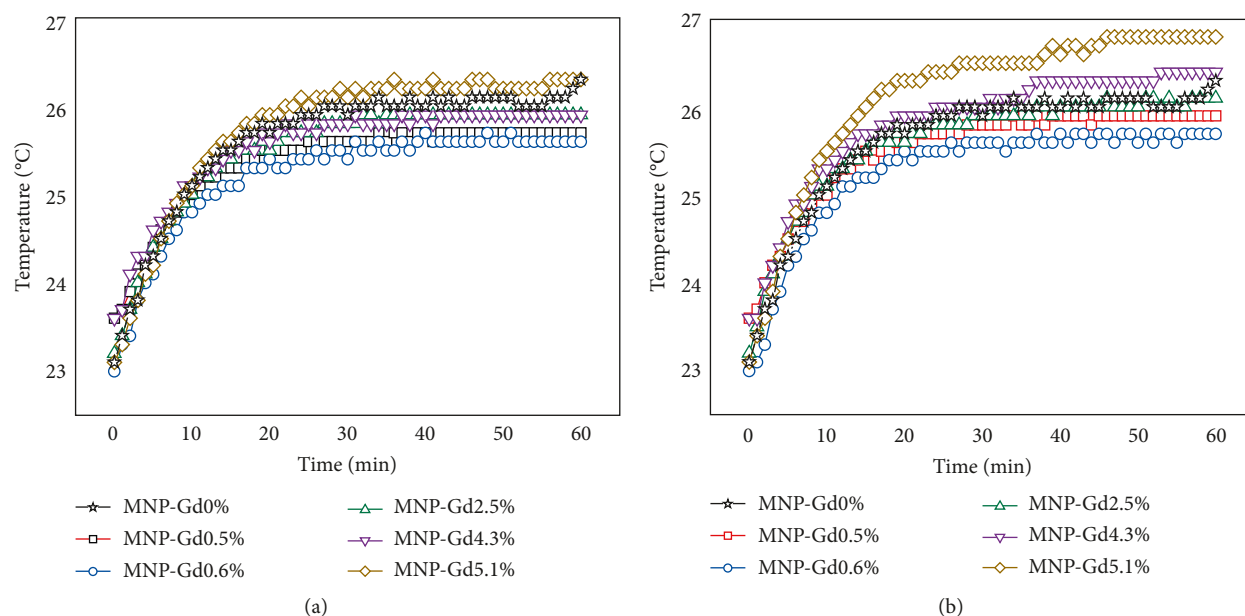 27
26
25
24
23
Temperature (°C)
0 10 20 30 40 50 60
Time (min)
MNP-Gd0% MNP-Gd2.5%
MNP-Gd0.5% MNP-Gd4.3%
MNP-Gd0.6% MNP-Gd5.1%
(a)
27
26
25
24
23
Temperature (°C)
0 10 20 30 40 50 60
Time (min)
MNP-Gd0% MNP-Gd2.5%
MNP-Gd0.5% MNP-Gd4.3%
MNP-Gd0.6% MNP-Gd5.1%
(b)